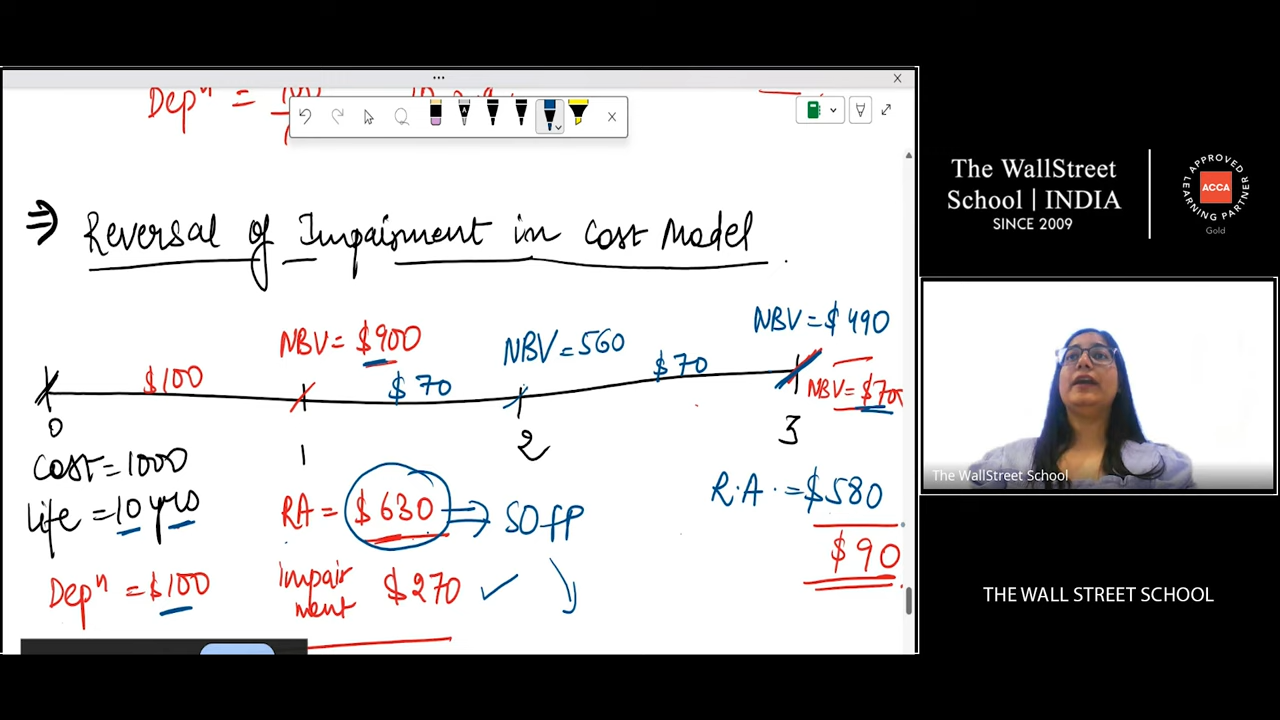 Depⁿ =
⇒ Reversal of Impairment in Cost Model
NBV = $900
NBV = 560
NBV = $490
$100
$70
$70
NBV = $700
0
1
2
3
Cost = 1000
Life = 10 yrs
Depⁿ = $100
RA = $630 ⇒ SOFP
Impairment $270 ✓
R.A. = $580
$90
The WallStreet
School | INDIA
SINCE 2009
APPROVED
LEARNING PARTNER
ACCA
Gold
The WallStreet School
THE WALL STREET SCHOOL